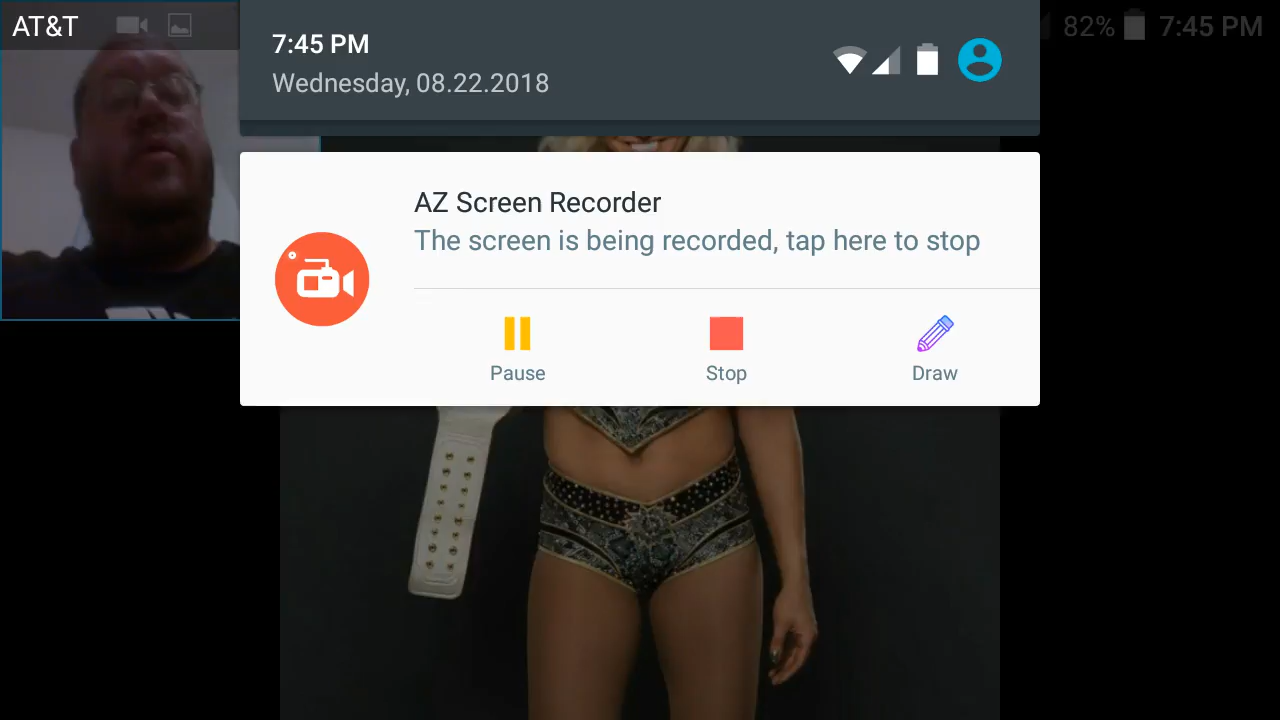 AT&T
82% 7:45 PM
7:45 PM
Wednesday, 08.22.2018
AZ Screen Recorder
The screen is being recorded, tap here to stop
Pause
Stop
Draw